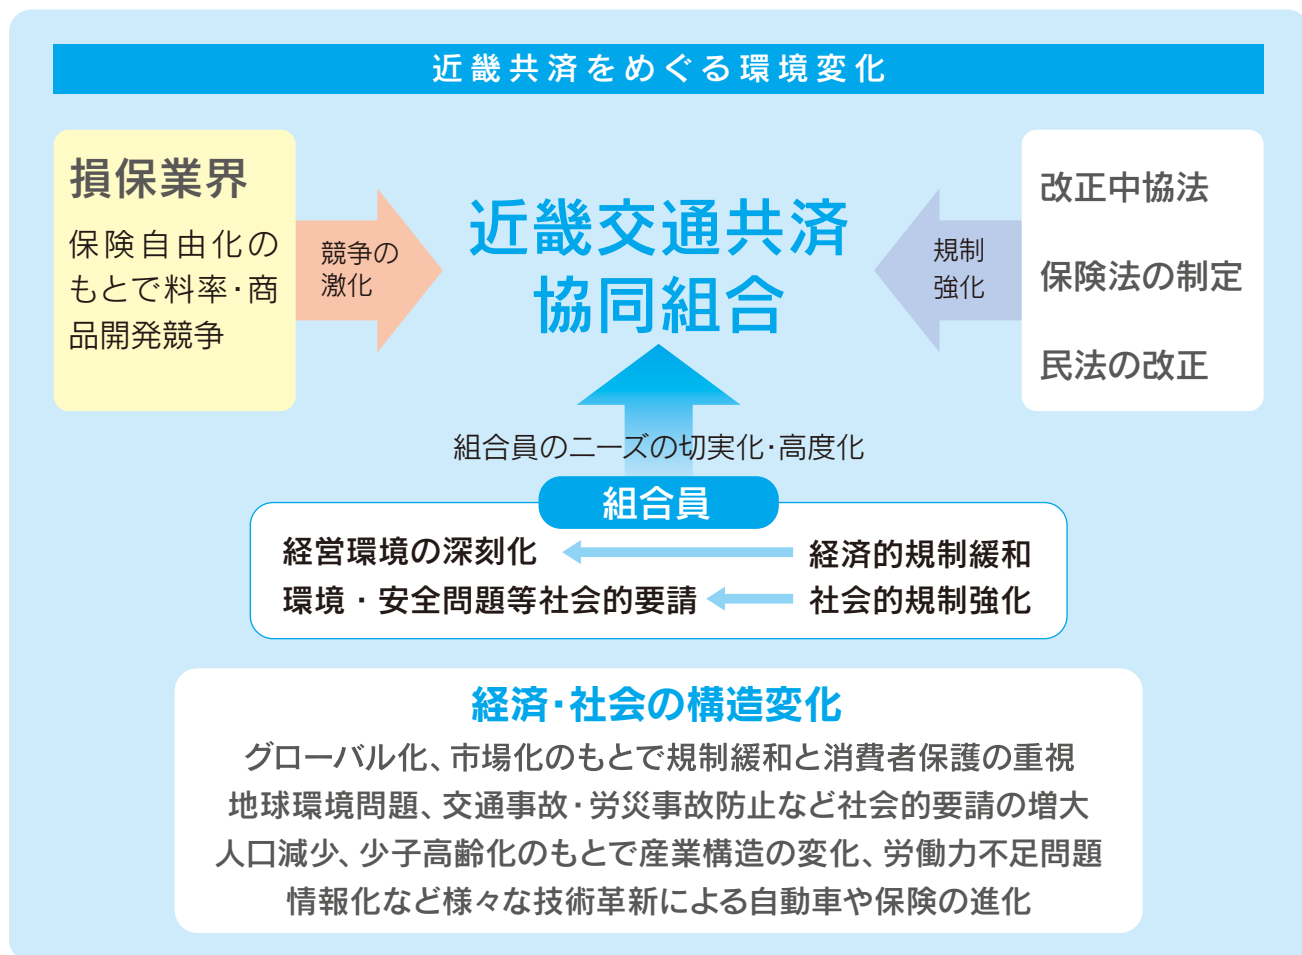 近畿共済をめぐる環境変化
損保業界
保険自由化の
もとで料率・商
品開発競争
競争の
激化
近畿交通共済
協同組合
規制
強化
改正中協法
保険法の制定
民法の改正
組合員のニーズの切実化・高度化
組合員
経営環境の深刻化
経済的規制緩和
環境・安全問題等社会的要請
社会的規制強化
経済・社会の構造変化
グローバル化、市場化のもとで規制緩和と消費者保護の重視
地球環境問題、交通事故・労災事故防止など社会的要請の増大
人口減少、少子高齢化のもとで産業構造の変化、労働力不足問題
情報化など様々な技術革新による自動車や保険の進化